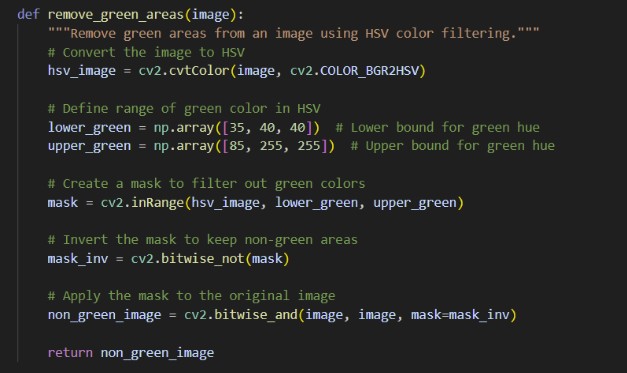 def remove_green_areas(image):
    """Remove green areas from an image using HSV color filtering."""
    # Convert the image to HSV
    hsv_image = cv2.cvtColor(image, cv2.COLOR_BGR2HSV)

    # Define range of green color in HSV
    lower_green = np.array([35, 40, 40])  # Lower bound for green hue
    upper_green = np.array([85, 255, 255])  # Upper bound for green hue

    # Create a mask to filter out green colors
    mask = cv2.inRange(hsv_image, lower_green, upper_green)

    # Invert the mask to keep non-green areas
    mask_inv = cv2.bitwise_not(mask)

    # Apply the mask to the original image
    non_green_image = cv2.bitwise_and(image, image, mask=mask_inv)

    return non_green_image